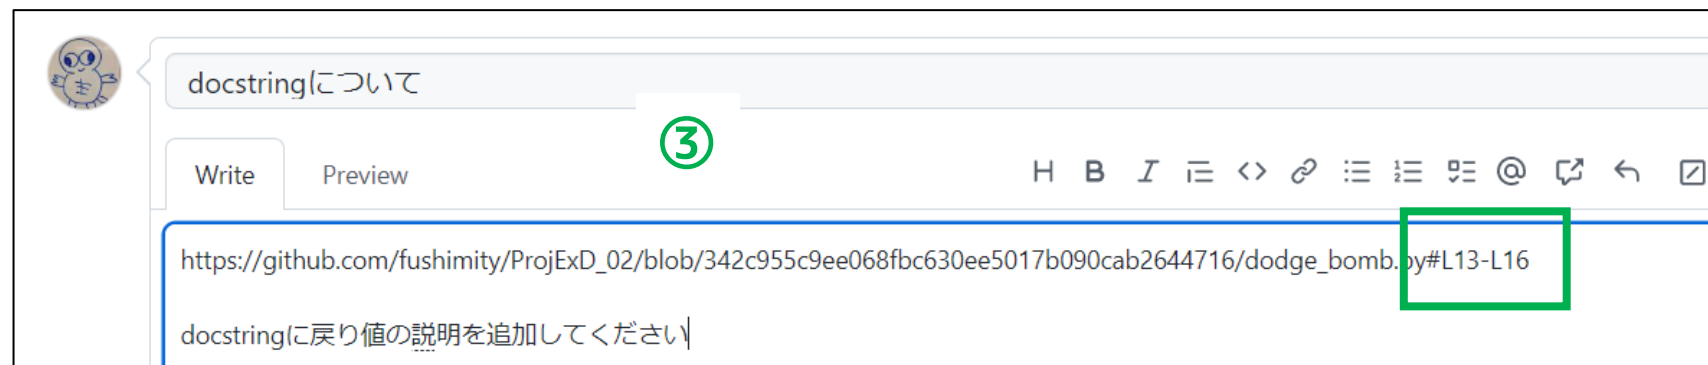 docstringについて
③
Write Preview
https://github.com/fushimity/ProjExD_02/blob/342c955c9ee068fbc630ee5017b090cab2644716/dodge_bomb.py#L13-L16
docstringに戻り値の説明を追加してください